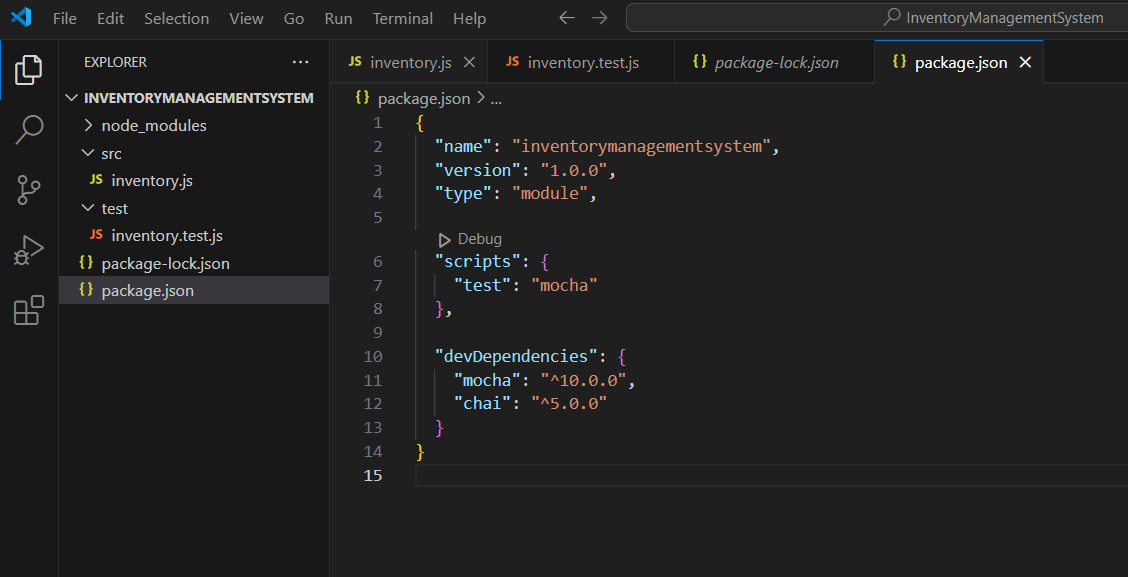 File Edit Selection View Go Run Terminal Help
InventoryManagementSystem
EXPLORER
INVENTORYMANAGEMENTSYSTEM
node_modules
src
JS inventory.js
test
JS inventory.test.js
{} package-lock.json
{} package.json
JS inventory.js
JS inventory.test.js
{} package-lock.json
{} package.json
{} package.json > ...
1 {
2 "name": "inventorymanagementsystem",
3 "version": "1.0.0",
4 "type": "module",
5
Debug
6 "scripts": {
7 "test": "mocha"
8 },
9
10 "devDependencies": {
11 "mocha": "^10.0.0",
12 "chai": "^5.0.0"
13 }
14 }
15